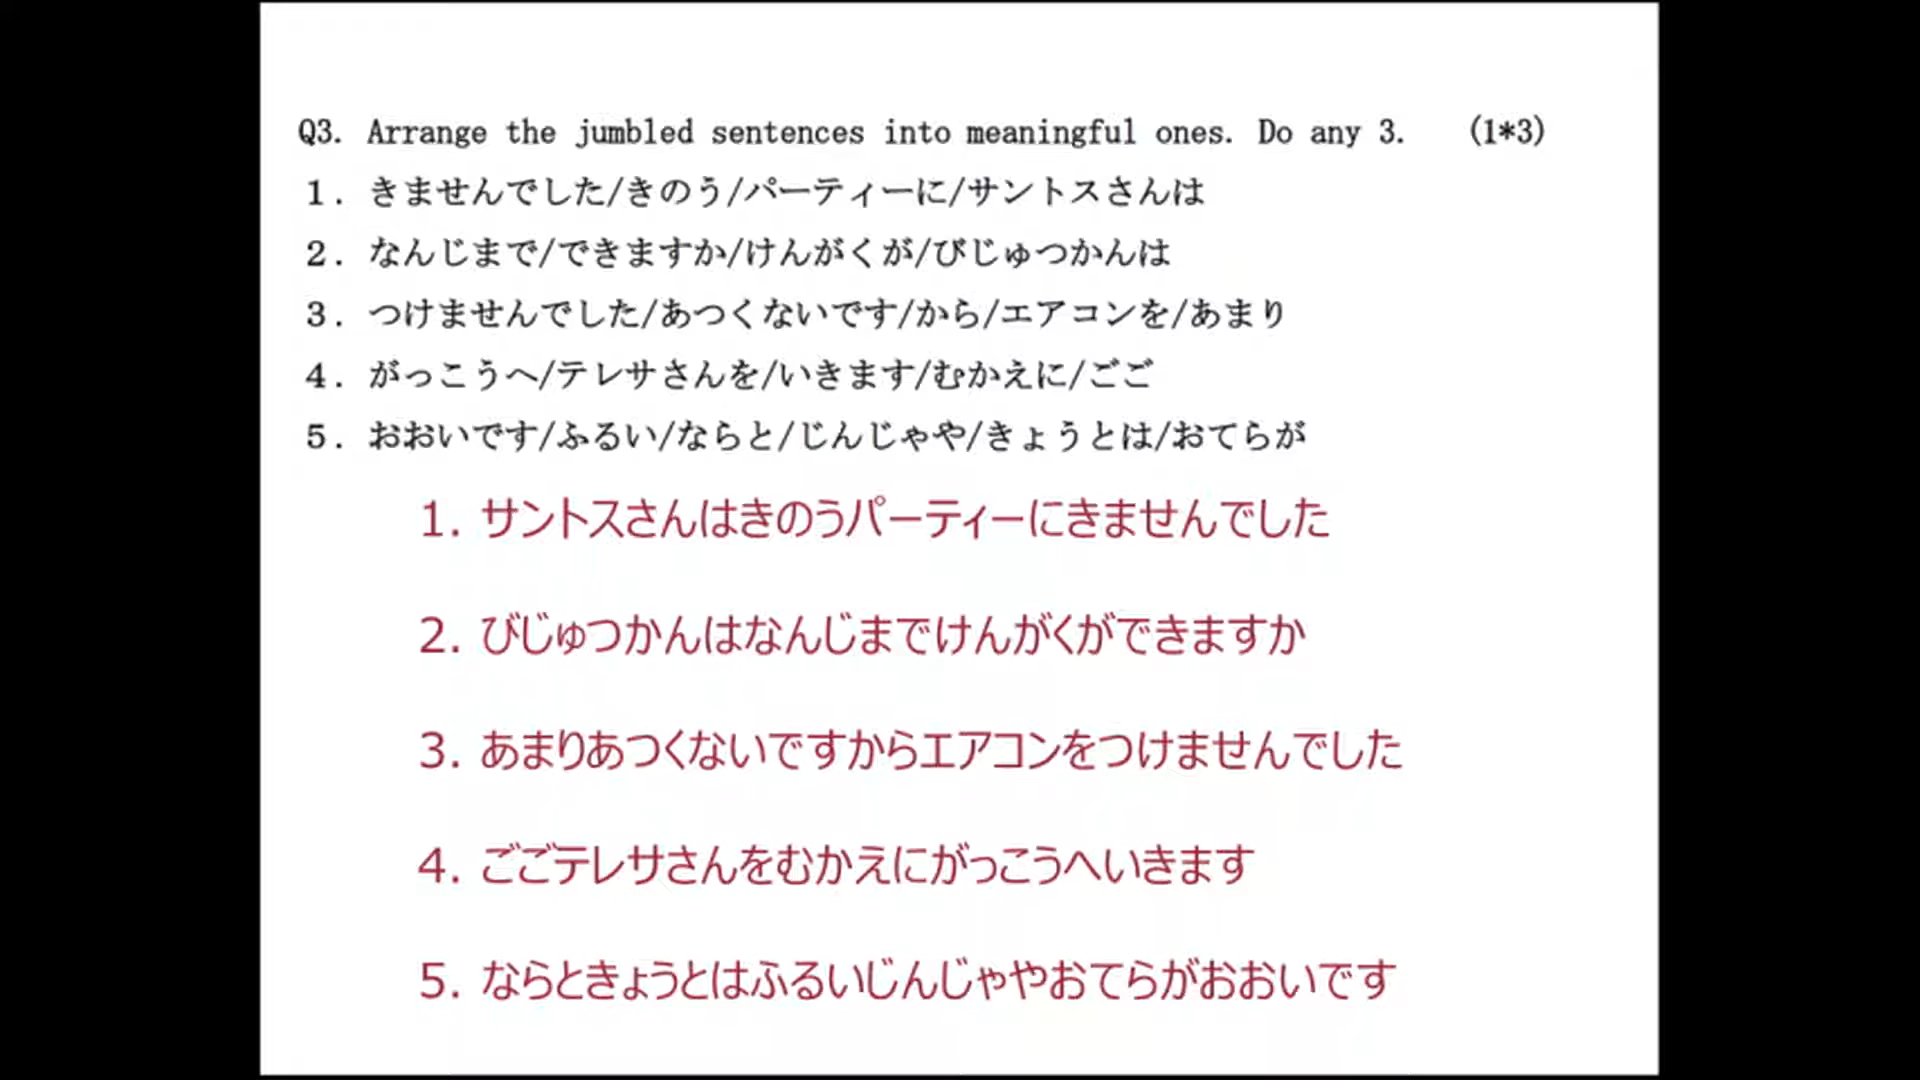 Q3. Arrange the jumbled sentences into meaningful ones. Do any 3. (1*3)
１．きませんでした/きのう/パーティーに/サントスさんは
２．なんじまで/できますか/けんがくが/びじゅつかんは
３．つけませんでした/あつくないです/から/エアコンを/あまり
４．がっこうへ/テレサさんを/いきます/むかえに/ごご
５．おおいです/ふるい/ならと/じんじゃや/きょうとは/おてらが
1. サントスさんはきのうパーティーにきませんでした
2. びじゅつかんはなんじまでけんがくができますか
3. あまりあつくないですからエアコンをつけませんでした
4. ごごテレサさんをむかえにがっこうへいきます
5. ならときょうとはふるいじんじゃやおてらがおおいです